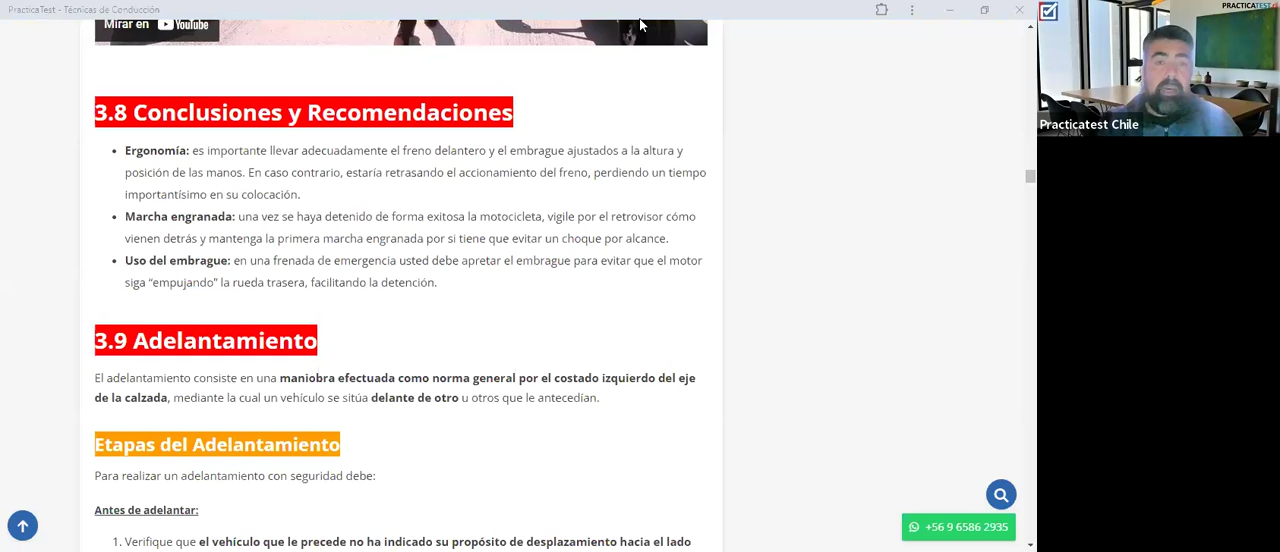 PracticaTest - Técnicas de Conducción
Mirar en YouTube
PRACTICATEST
Practicatest Chile
3.8 Conclusiones y Recomendaciones
• Ergonomía: es importante llevar adecuadamente el freno delantero y el embrague ajustados a la altura y
posición de las manos. En caso contrario, estaría retrasando el accionamiento del freno, perdiendo un tiempo
importantísimo en su colocación.
• Marcha engranada: una vez se haya detenido de forma exitosa la motocicleta, vigile por el retrovisor cómo
vienen detrás y mantenga la primera marcha engranada por si tiene que evitar un choque por alcance.
• Uso del embrague: en una frenada de emergencia usted debe apretar el embrague para evitar que el motor
siga “empujando” la rueda trasera, facilitando la detención.
3.9 Adelantamiento
El adelantamiento consiste en una maniobra efectuada como norma general por el costado izquierdo del eje
de la calzada, mediante la cual un vehículo se sitúa delante de otro u otros que le antecedían.
Etapas del Adelantamiento
Para realizar un adelantamiento con seguridad debe:
Antes de adelantar:
1. Verifique que el vehículo que le precede no ha indicado su propósito de desplazamiento hacia el lado
+56 9 6586 2935